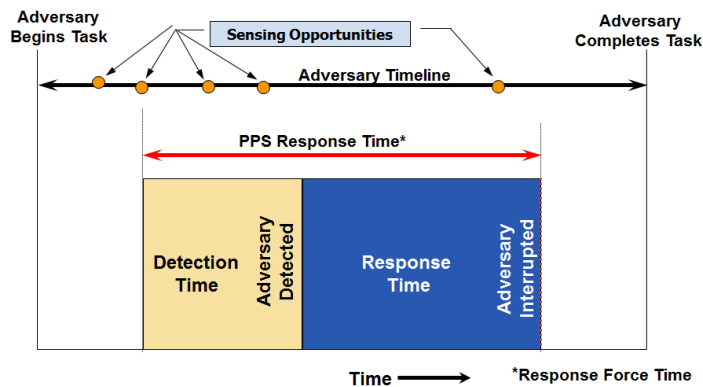 Adversary
Begins Task
Sensing Opportunities
Adversary
Completes Task
Adversary Timeline
PPS Response Time*
Detection
Time
Adversary
Detected
Response
Time
Adversary
Interrupted
Time
*Response Force Time